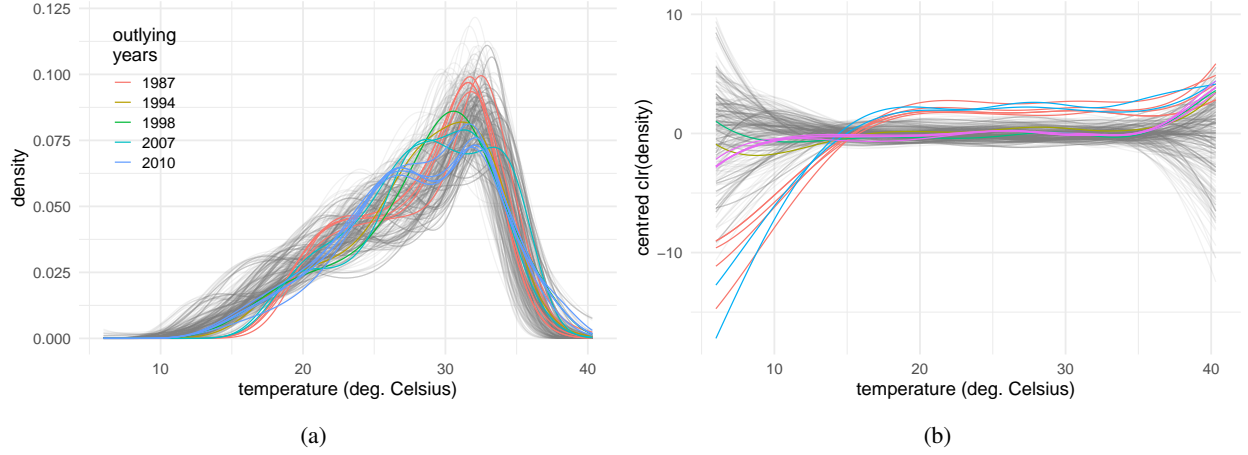 0.125
0.100
0.075
0.050
0.025
0.000
density
outlying
years
1987
1994
1998
2007
2010
10 20 30 40
temperature (deg. Celsius)
(a)
10
0
−10
centred clr(density)
10 20 30 40
temperature (deg. Celsius)
(b)